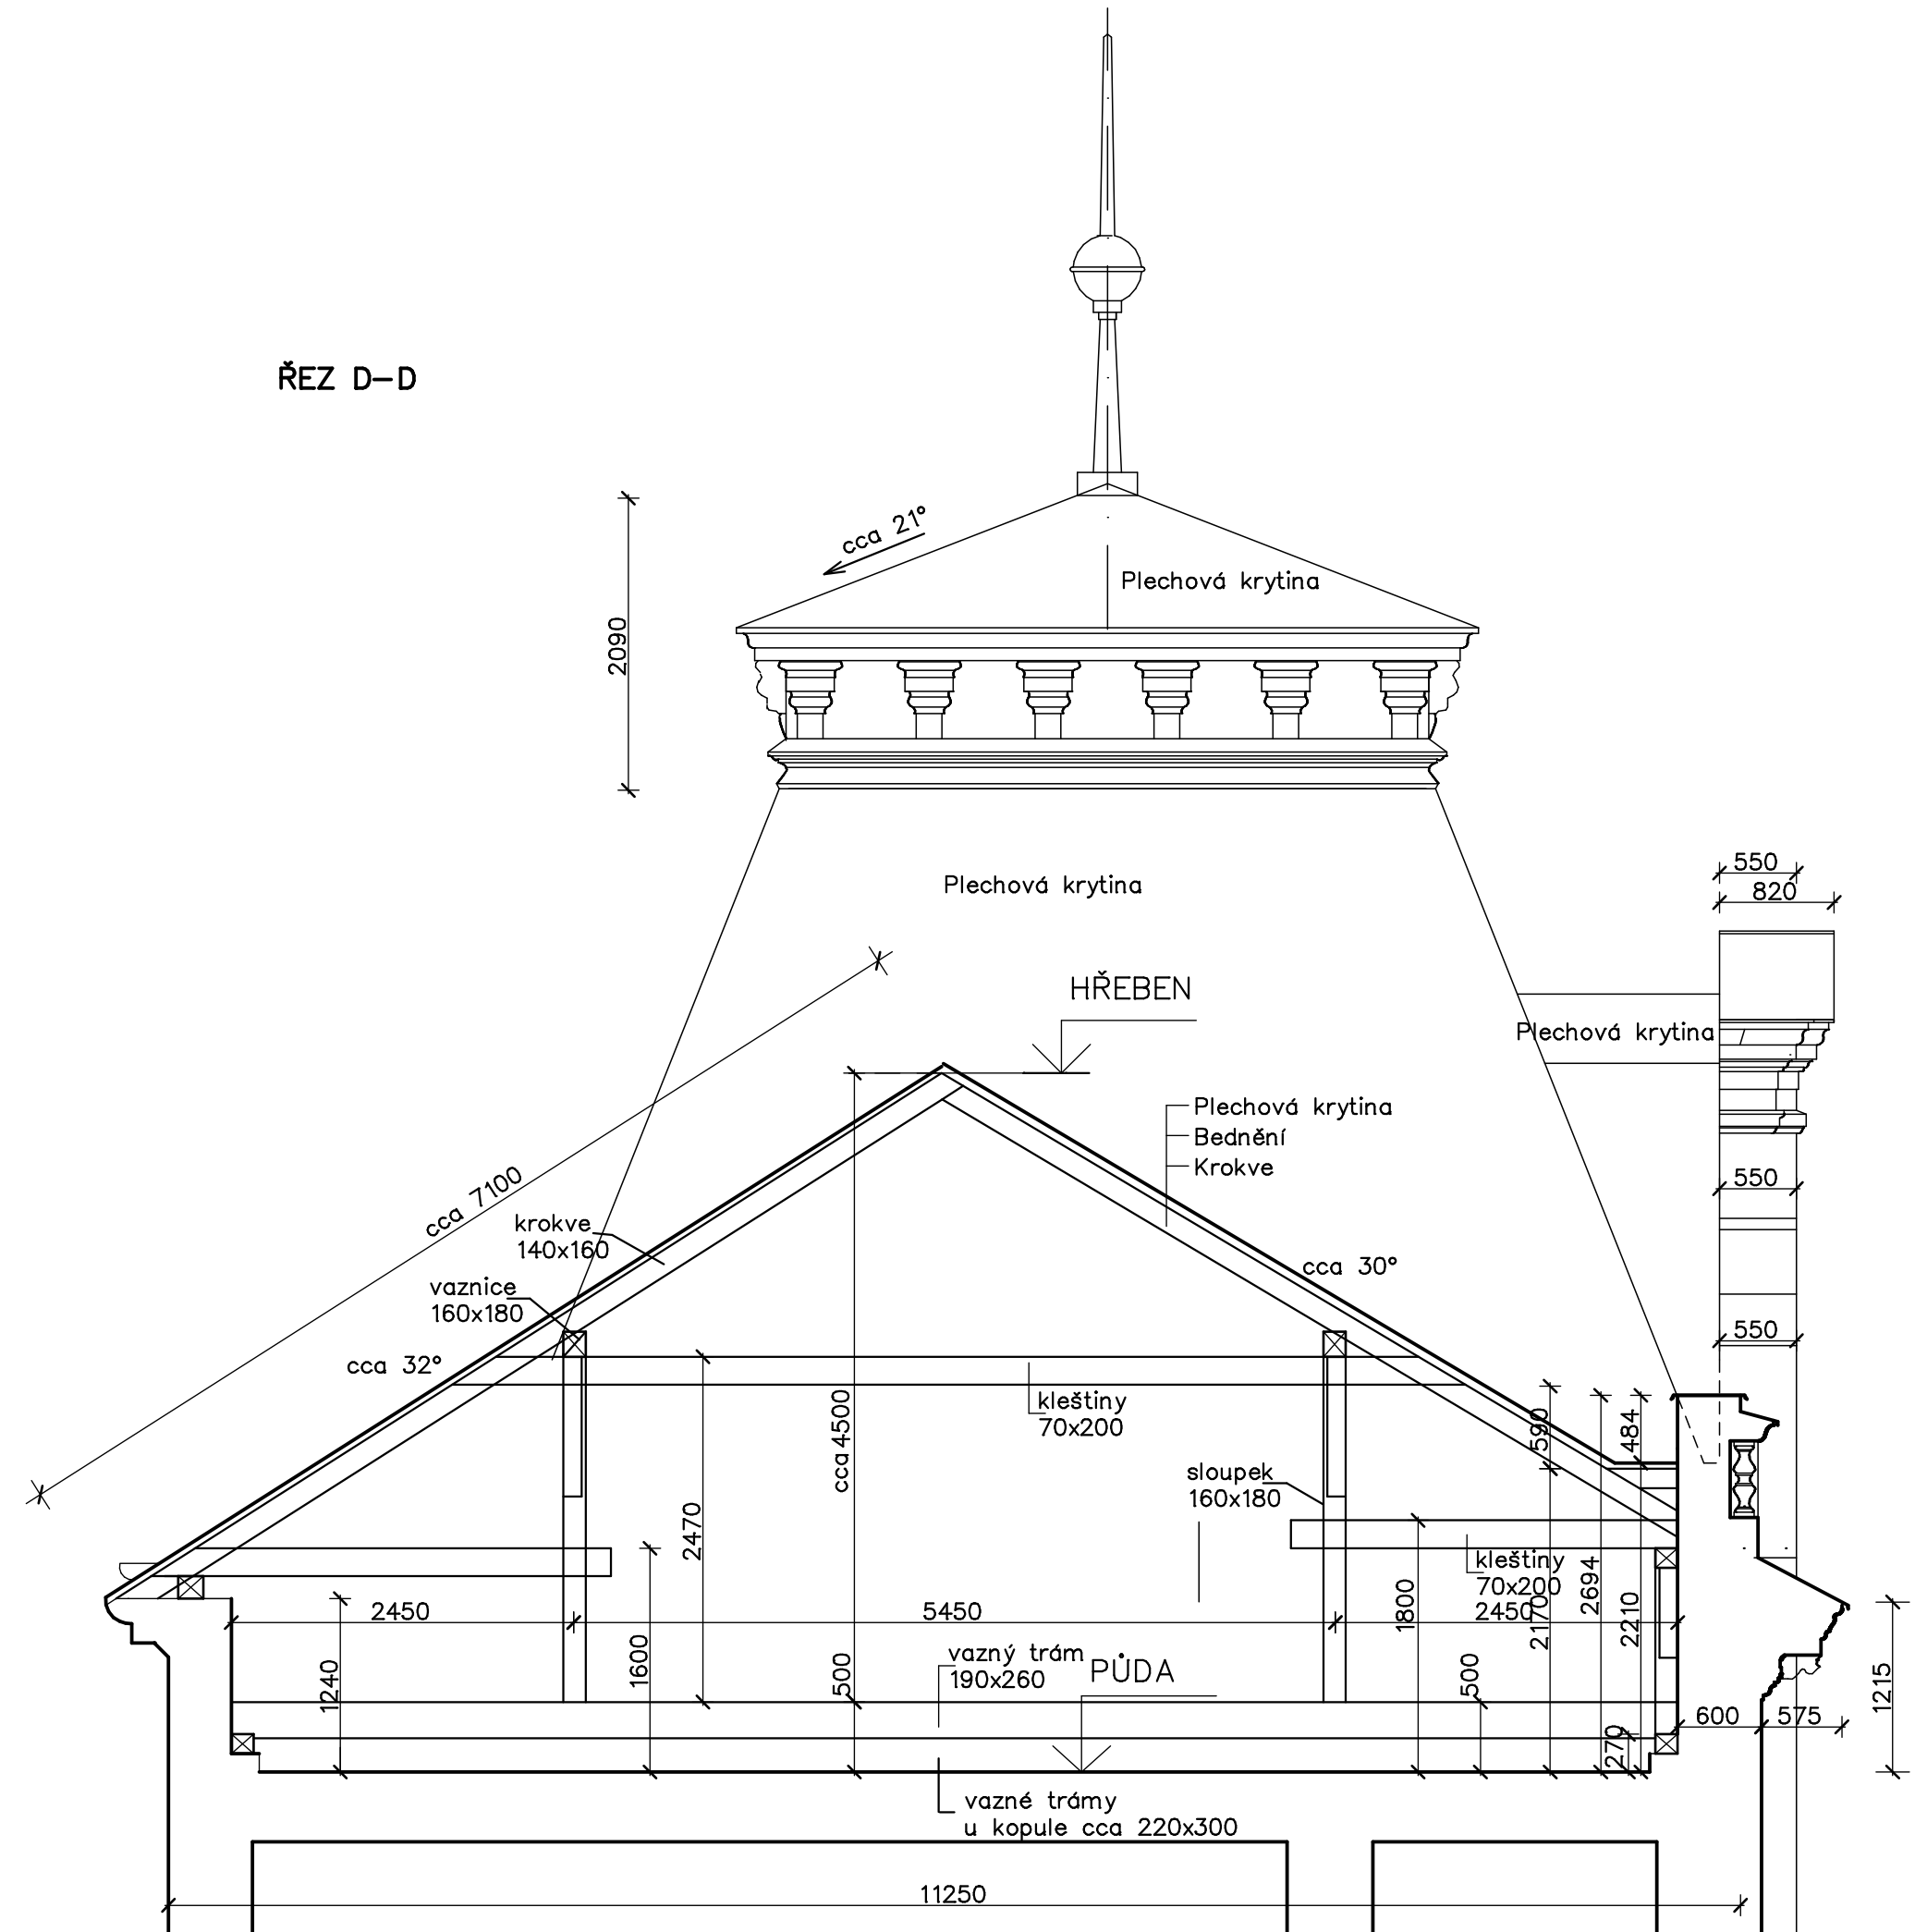 ŘEZ D-D
cca 21°
Plechová krytina
2090
Plechová krytina
550
820
HŘEBEN
Plechová krytina
Plechová krytina
Bednění
Krokve
cca 7100
550
krokve
140x160
cca 30°
vaznice
160x180
550
cca 32°
kleštiny
70x200
cca 4500
590
484
sloupek
160x180
2470
kleštiny
70x200
2694
1800
2170
2210
2450
5450
2450
1240
1600
500
vazný trám
190x260
PŮDA
500
1215
600
575
270
vazné trámy
u kopule cca 220x300
11250